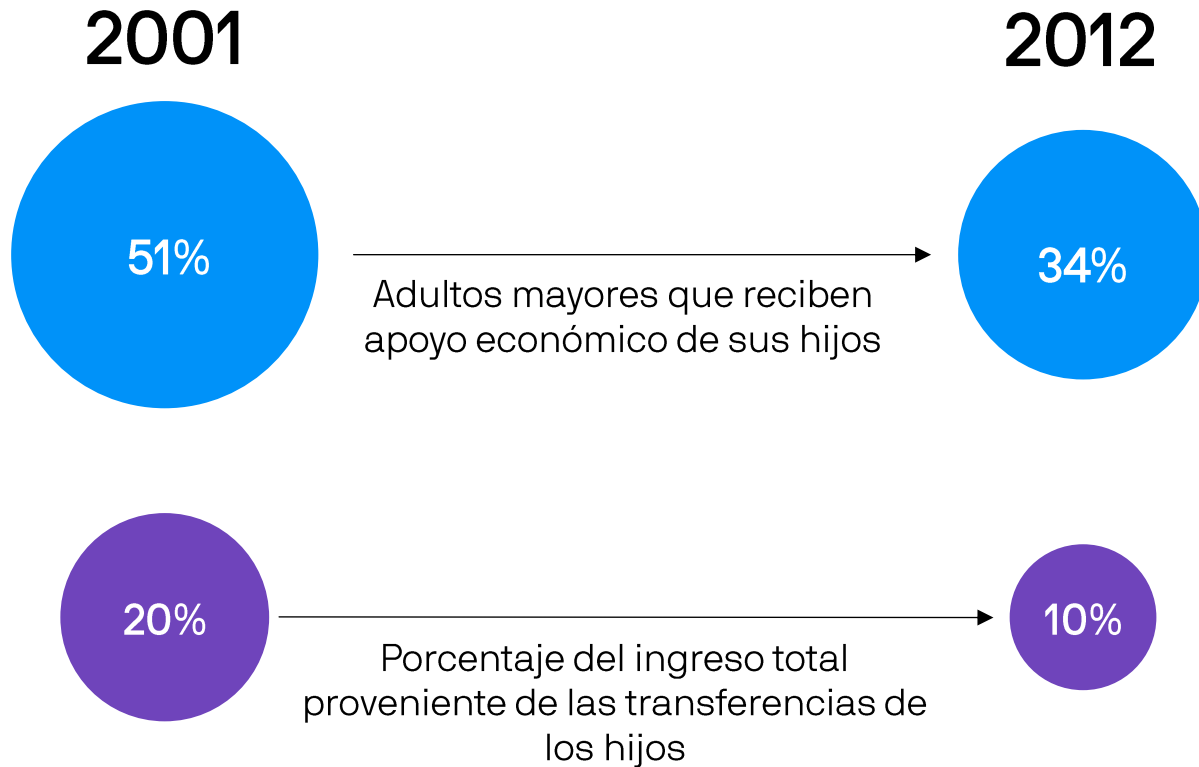 2001
2012
51%
Adultos mayores que reciben
apoyo económico de sus hijos
34%
20%
Porcentaje del ingreso total
proveniente de las transferencias de
los hijos
10%